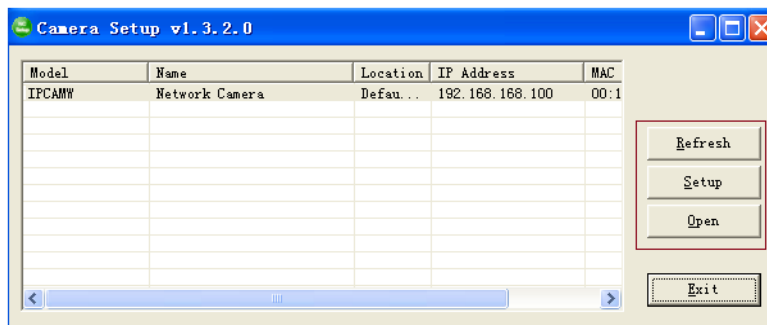 Camera Setup v1.3.2.0
Model Name Location IP Address MAC
IPCAMW Network Camera Defau... 192.168.168.100 00:1
Refresh
Setup
Open
Exit